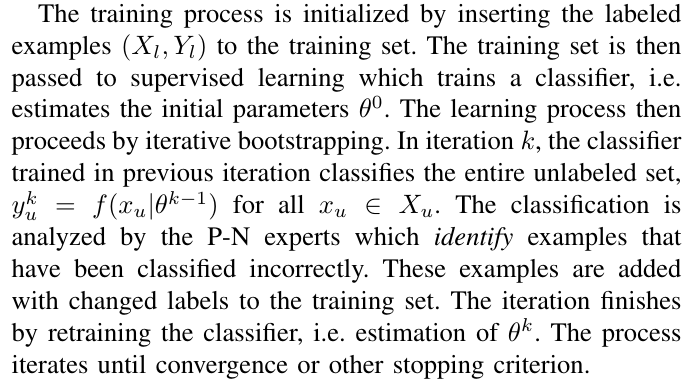 The training process is initialized by inserting the labeled
examples (X_l, Y_l) to the training set. The training set is then
passed to supervised learning which trains a classifier, i.e.
estimates the initial parameters θ^0. The learning process then
proceeds by iterative bootstrapping. In iteration k, the classifier
trained in previous iteration classifies the entire unlabeled set,
y_u^k = f(x_u|θ^{k−1}) for all x_u ∈ X_u. The classification is
analyzed by the P-N experts which identify examples that
have been classified incorrectly. These examples are added
with changed labels to the training set. The iteration finishes
by retraining the classifier, i.e. estimation of θ^k. The process
iterates until convergence or other stopping criterion.